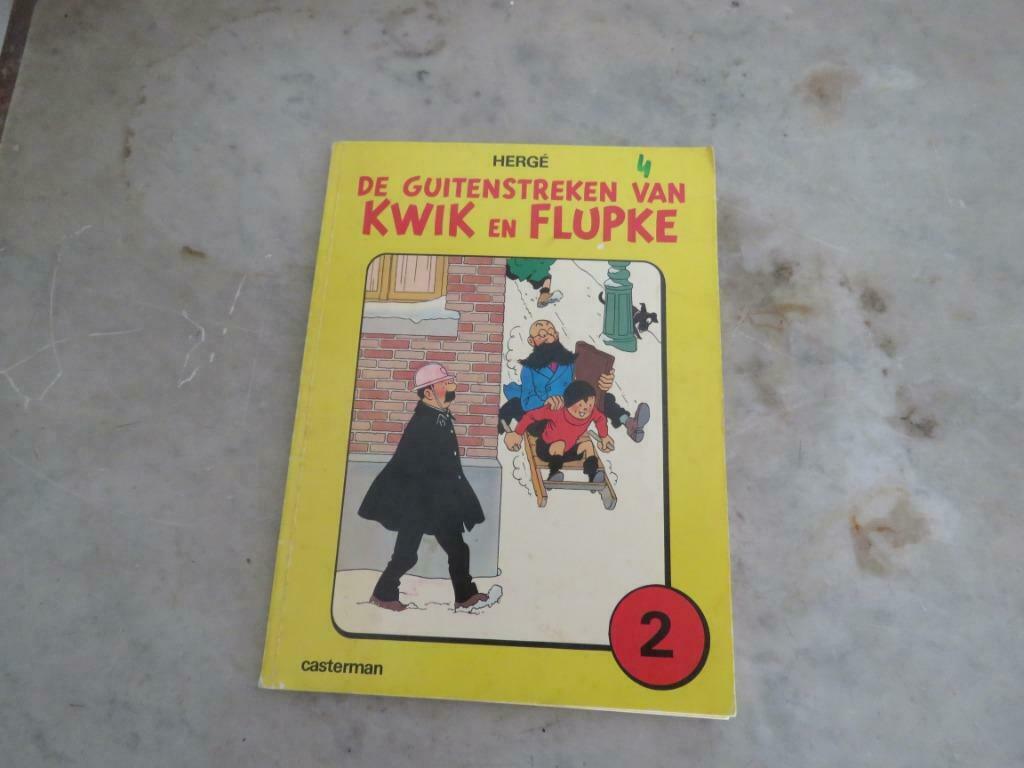 HERGÉ
4
DE GUITENSTREKEN VAN
KWIK EN FLUPKE
2
casterman